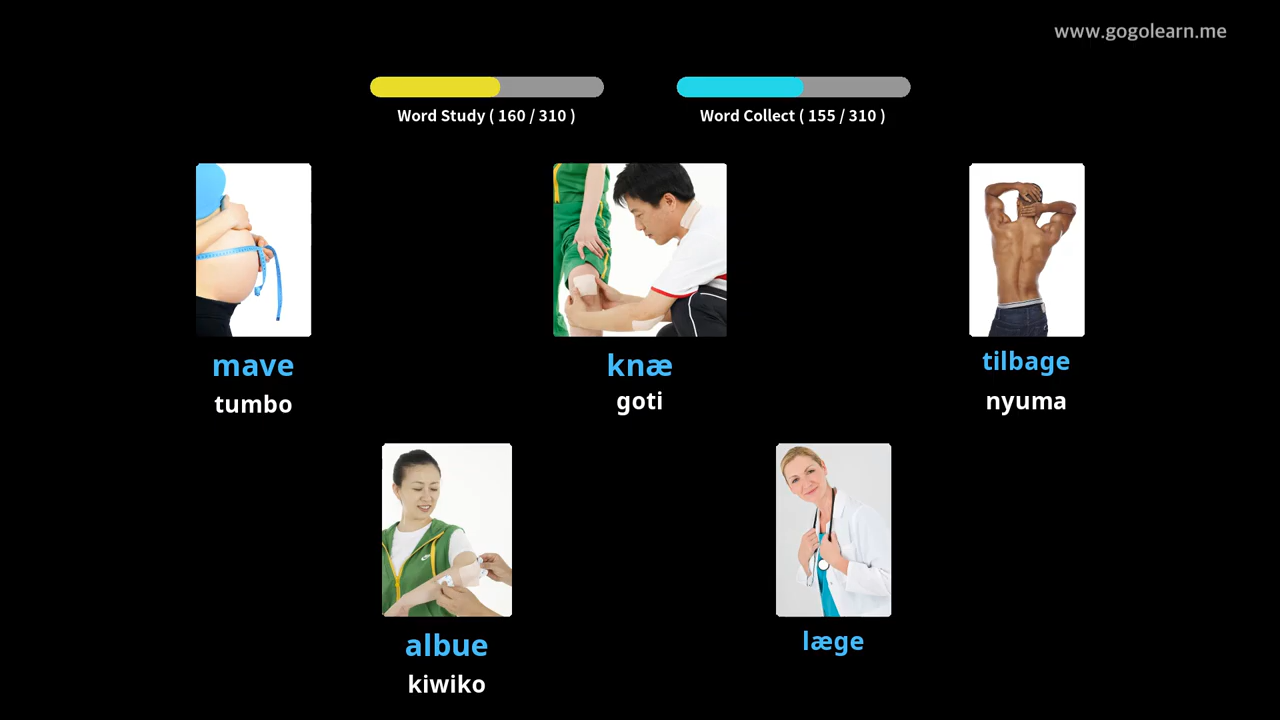 www.gogolearn.me
Word Study ( 160 / 310 )
Word Collect ( 155 / 310 )
mave
tumbo
knæ
goti
tilbage
nyuma
albue
kiwiko
læge